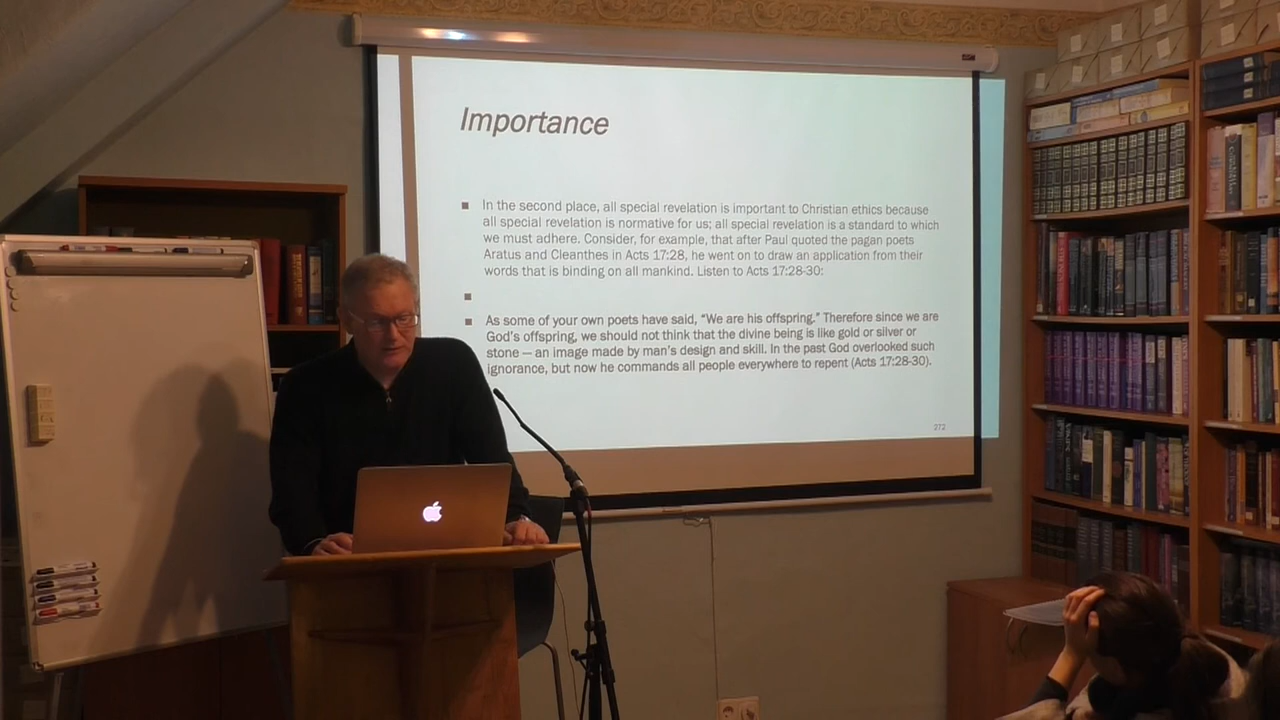 Importance
In the second place, all special revelation is important to Christian ethics because
all special revelation is normative for us; all special revelation is a standard to which
we must adhere. Consider, for example, that after Paul quoted the pagan poets
Aratus and Cleanthes in Acts 17:28, he went on to draw an application from their
words that is binding on all mankind. Listen to Acts 17:28-30:
As some of your own poets have said, “We are his offspring.” Therefore since we are
God's offspring, we should not think that the divine being is like gold or silver or
stone — an image made by man's design and skill. In the past God overlooked such
ignorance, but now he commands all people everywhere to repent (Acts 17:28-30).
272